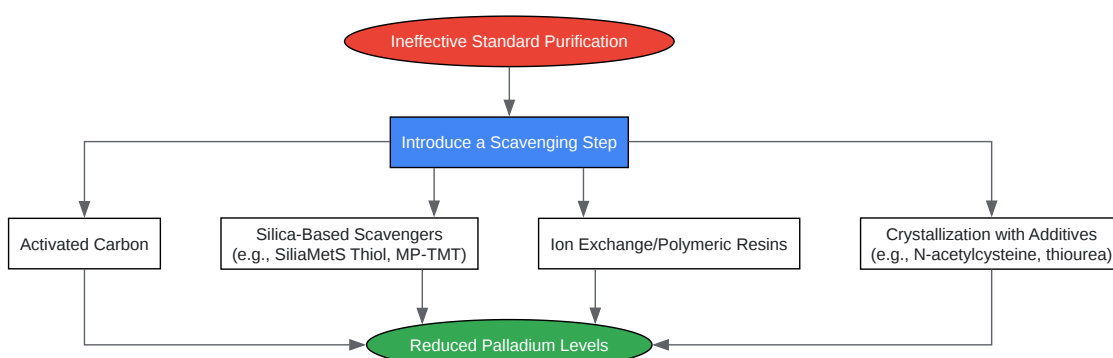 Ineffective Standard Purification
Introduce a Scavenging Step
Activated Carbon
Silica-Based Scavengers
(e.g., SiliaMetS Thiol, MP-TMT)
Ion Exchange/Polymeric Resins
Crystallization with Additives
(e.g., N-acetylcysteine, thiourea)
Reduced Palladium Levels